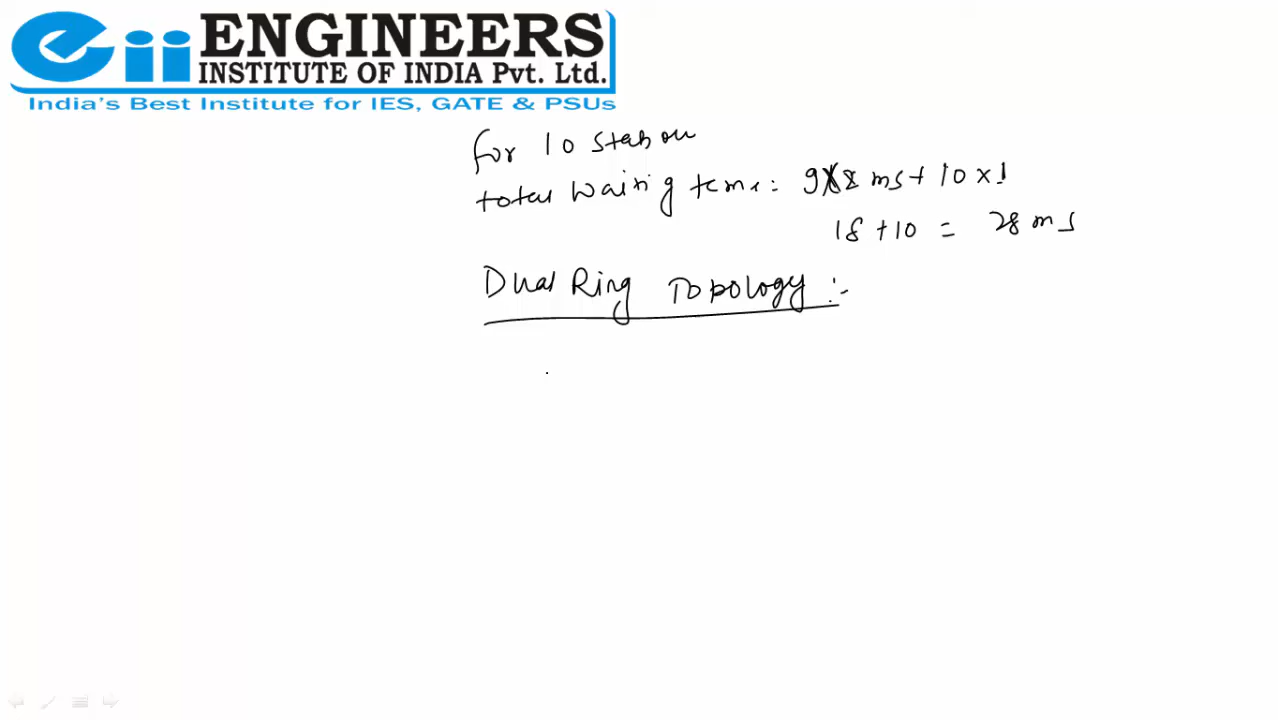 eii ENGINEERS
INSTITUTE OF INDIA Pvt. Ltd.
India's Best Institute for IES, GATE & PSUs
for 10 station
total waiting time = 9 x 2 ms + 10 x 1
18 + 10 = 28 ms
Dual Ring Topology :-